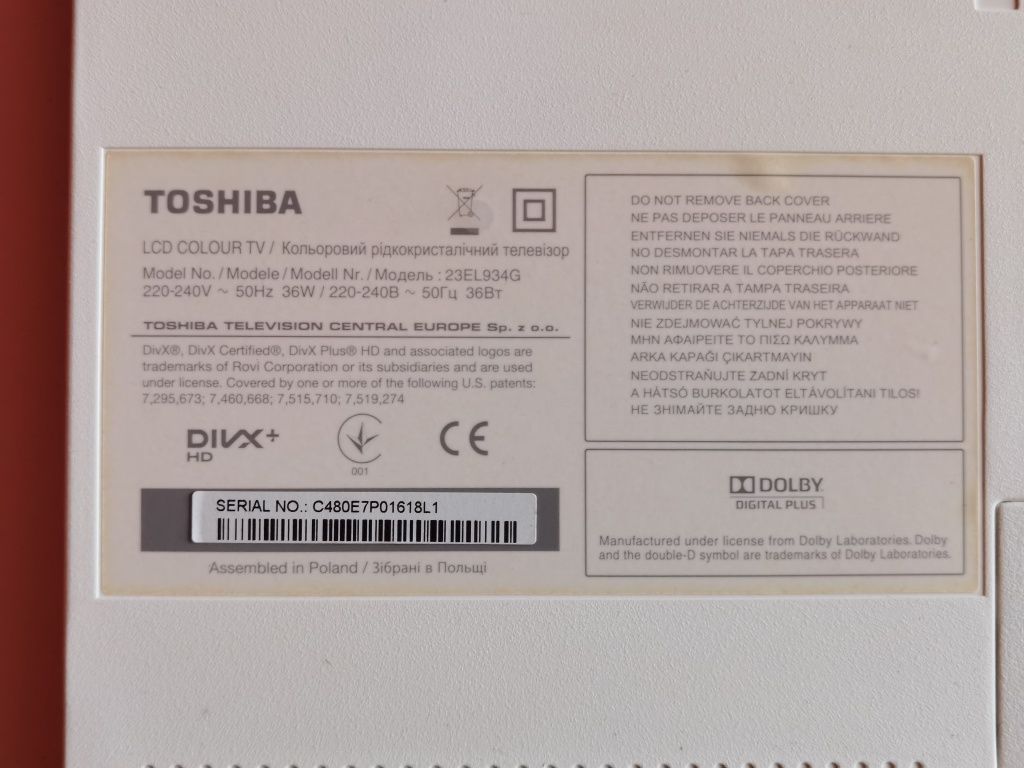 TOSHIBA
LCD COLOUR TV / Кольоровий рідкокристалічний телевізор
Model No. / Modele / Modell Nr. / Модель : 23EL934G
220-240V ~ 50Hz 36W / 220-240В ~ 50Гц 36Вт
TOSHIBA TELEVISION CENTRAL EUROPE Sp. z o.o.
DivX®, DivX Certified®, DivX Plus® HD and associated logos are
trademarks of Rovi Corporation or its subsidiaries and are used
under license. Covered by one or more of the following U.S. patents:
7,295,673; 7,460,668; 7,515,710; 7,519,274
DIVX+
HD
001
CE
SERIAL NO.: C480E7P01618L1
Assembled in Poland / Зібрані в Польщі
DO NOT REMOVE BACK COVER
NE PAS DEPOSER LE PANNEAU ARRIERE
ENTFERNEN SIE NIEMALS DIE RÜCKWAND
NO DESMONTAR LA TAPA TRASERA
NON RIMUOVERE IL COPERCHIO POSTERIORE
NÃO RETIRAR A TAMPA TRASEIRA
VERWIJDER DE ACHTERZIJDE VAN HET APPARAAT NIET
NIE ZDEJMOWAĆ TYLNEJ POKRYWY
ΜΗΝ ΑΦΑΙΡΕΙΤΕ ΤΟ ΠΙΣΩ ΚΑΛΥΜΜΑ
ARKA KAPAĞI ÇIKARTMAYIN
NEODSTRAŇUJTE ZADNÍ KRYT
A HÁTSÓ BURKOLATOT ELTÁVOLÍTANI TILOS!
НЕ ЗНІМАЙТЕ ЗАДНЮ КРИШКУ
DOLBY
DIGITAL PLUS
Manufactured under license from Dolby Laboratories. Dolby
and the double-D symbol are trademarks of Dolby Laboratories.